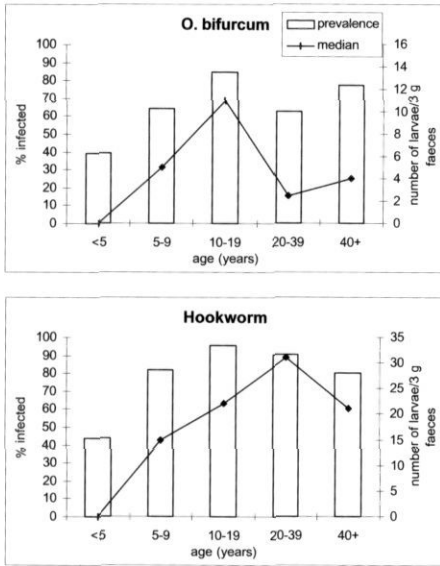 O. bifurcum
prevalence
median
% infected
100
90
80
70
60
50
40
30
20
10
0
16
14
12
10
8
6
4
2
0
number of larvae/3 g
faeces
<5 5-9 10-19 20-39 40+
age (years)
Hookworm
% infected
100
90
80
70
60
50
40
30
20
10
0
35
30
25
20
15
10
5
0
number of larvae/3 g
faeces
<5 5-9 10-19 20-39 40+
age (years)